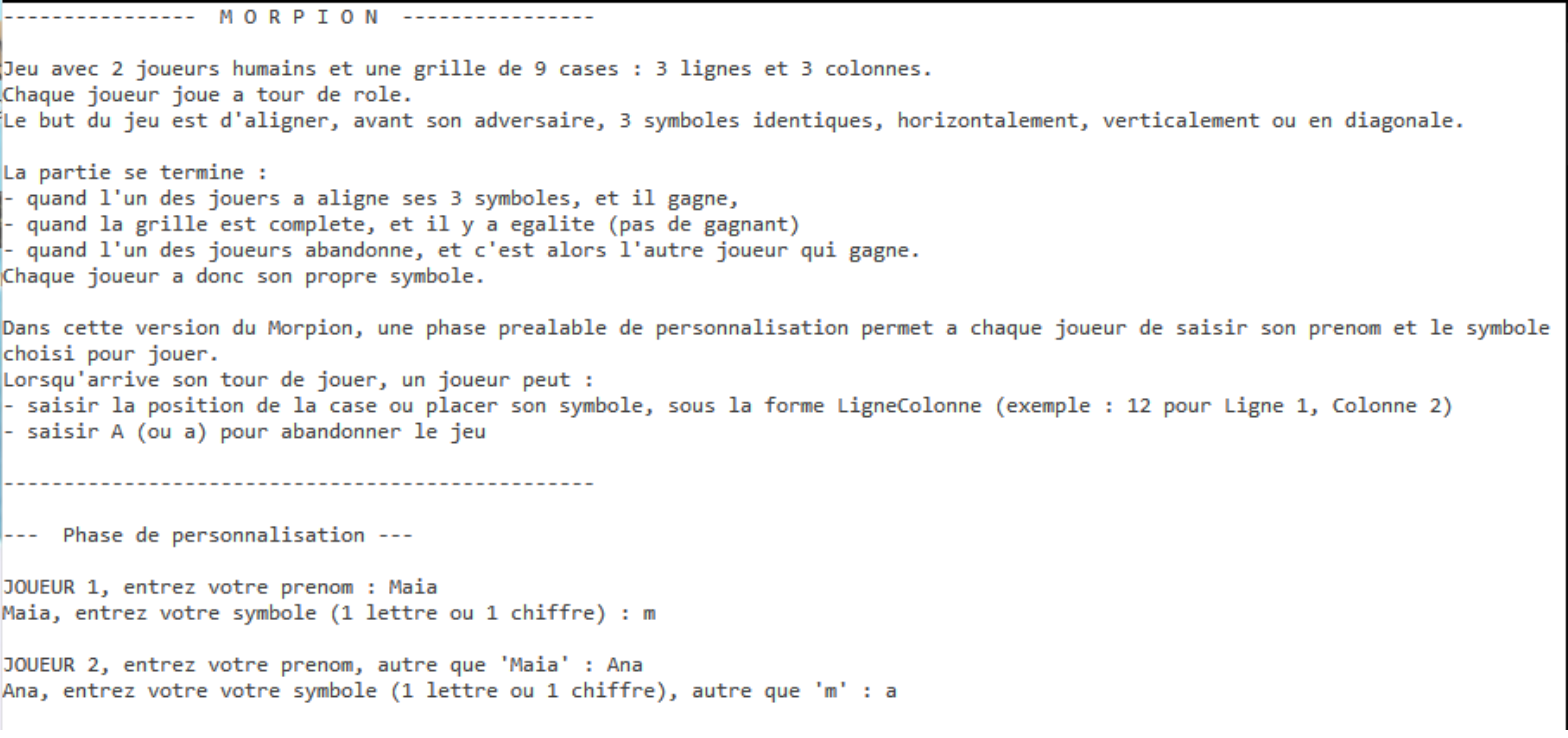 ----------------  M O R P I O N  ----------------
Jeu avec 2 joueurs humains et une grille de 9 cases : 3 lignes et 3 colonnes.
Chaque joueur joue a tour de role.
Le but du jeu est d'aligner, avant son adversaire, 3 symboles identiques, horizontalement, verticalement ou en diagonale.
La partie se termine :
- quand l'un des jouers a aligne ses 3 symboles, et il gagne,
- quand la grille est complete, et il y a egalite (pas de gagnant)
- quand l'un des joueurs abandonne, et c'est alors l'autre joueur qui gagne.
Chaque joueur a donc son propre symbole.
Dans cette version du Morpion, une phase prealable de personnalisation permet a chaque joueur de saisir son prenom et le symbole
choisi pour jouer.
Lorsqu'arrive son tour de jouer, un joueur peut :
- saisir la position de la case ou placer son symbole, sous la forme LigneColonne (exemple : 12 pour Ligne 1, Colonne 2)
- saisir A (ou a) pour abandonner le jeu
-------------------------------------------------
---  Phase de personnalisation ---
JOUEUR 1, entrez votre prenom : Maia
Maia, entrez votre symbole (1 lettre ou 1 chiffre) : m
JOUEUR 2, entrez votre prenom, autre que 'Maia' : Ana
Ana, entrez votre votre symbole (1 lettre ou 1 chiffre), autre que 'm' : a